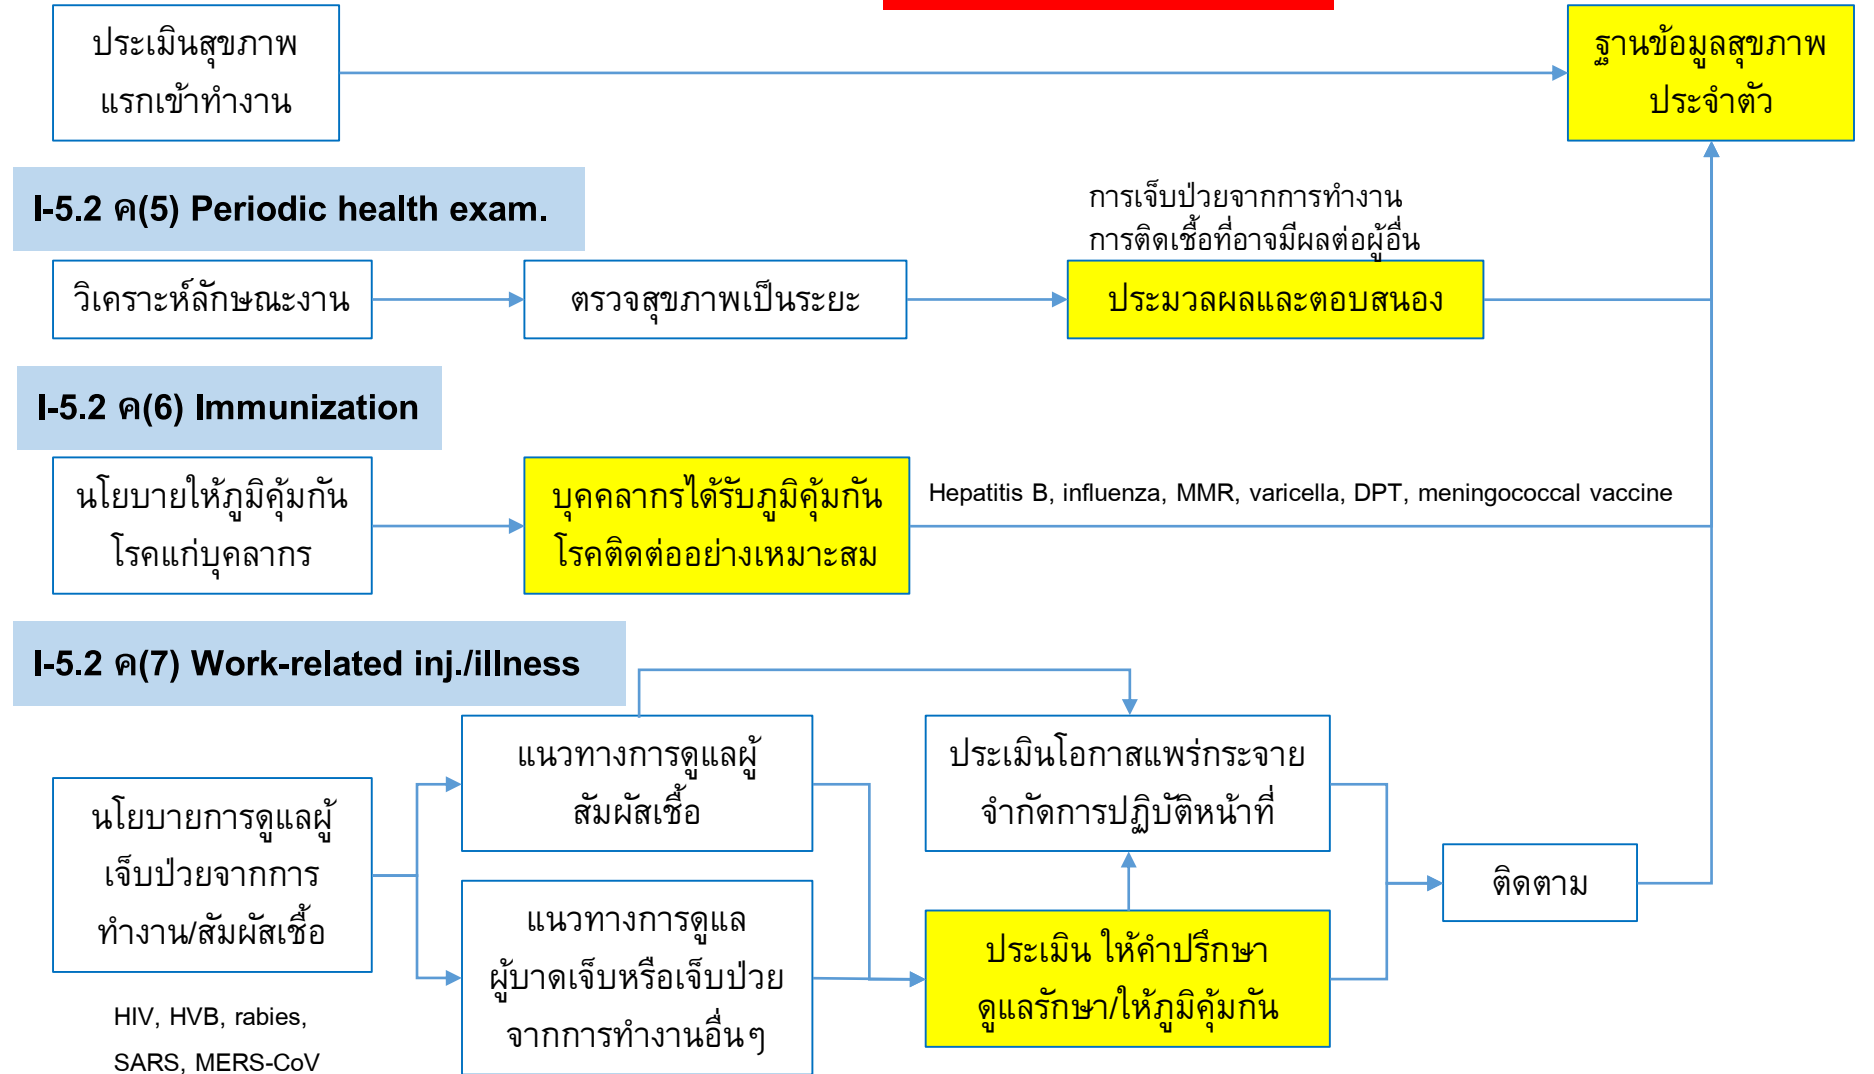 ประเมินสุขภาพ
แรกเข้าทำงาน
ฐานข้อมูลสุขภาพ
ประจำตัว
I-5.2 ค(5) Periodic health exam.
การเจ็บป่วยจากการทำงาน
การติดเชื้อที่อาจมีผลต่อผู้อื่น
วิเคราะห์ลักษณะงาน
ตรวจสุขภาพเป็นระยะ
ประมวลผลและตอบสนอง
I-5.2 ค(6) Immunization
นโยบายให้ภูมิคุ้มกัน
โรคแก่บุคลากร
บุคคลากรได้รับภูมิคุ้มกัน
โรคติดต่ออย่างเหมาะสม
Hepatitis B, influenza, MMR, varicella, DPT, meningococcal vaccine
I-5.2 ค(7) Work-related inj./illness
นโยบายการดูแลผู้
เจ็บป่วยจากการ
ทำงาน/สัมผัสเชื้อ
HIV, HVB, rabies,
SARS, MERS-CoV
แนวทางการดูแลผู้
สัมผัสเชื้อ
แนวทางการดูแล
ผู้บาดเจ็บหรือเจ็บป่วย
จากการทำงานอื่นๆ
ประเมินโอกาสแพร่กระจาย
จำกัดการปฏิบัติหน้าที่
ประเมิน ให้คำปรึกษา
ดูแลรักษา/ให้ภูมิคุ้มกัน
ติดตาม